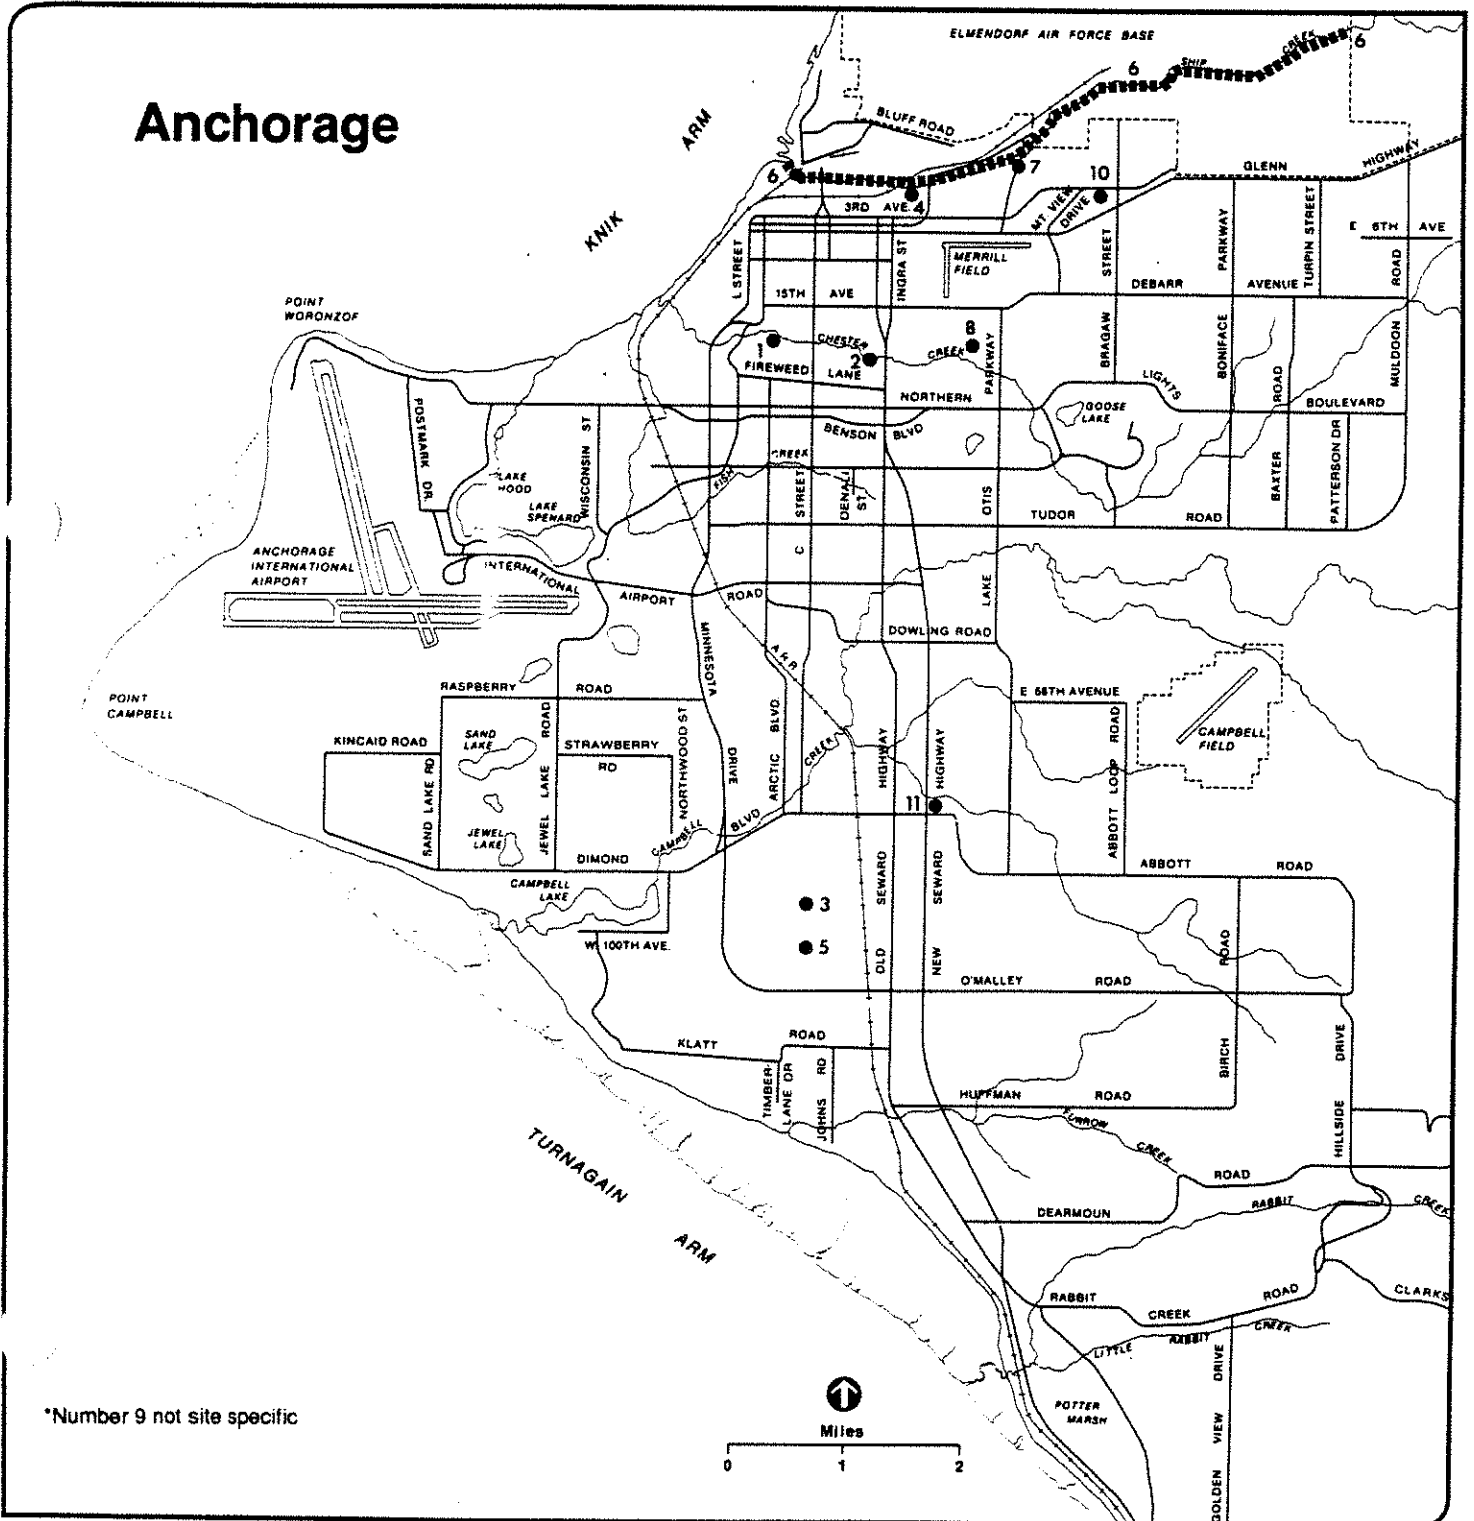 Anchorage
ELMENDORF AIR FORCE BASE
SHIP
CREEK
6
6
KNIK
ARM
BLUFF ROAD
6
7
10
GLENN
HIGHWAY
3RD AVE.
4
MT. VIEW
DRIVE
L STREET
INGRA ST
MERRILL
FIELD
STREET
PARKWAY
TURPIN STREET
E 6TH AVE
ROAD
DEBARR
AVENUE
15TH AVE
POINT
WORONZOF
1
CHESTER
2
CREEK
8
PARKWAY
BRAGAW
BONIFACE
MULDOON
FIREWEED LANE
NORTHERN
LIGHTS
BOULEVARD
ROAD
POSTMARK DR.
WISCONSIN ST
BENSON BLVD
GOOSE
LAKE
LAKE
HOOD
LAKE
SPENARD
FISH
CREEK
STREET
C
DENALI
ST
OTIS
LAKE
BAXTER
PATTERSON DR
TUDOR
ROAD
ANCHORAGE
INTERNATIONAL
AIRPORT
INTERNATIONAL
AIRPORT
ROAD
DOWLING ROAD
MINNESOTA
DRIVE
ARR
POINT
CAMPBELL
RASPBERRY
ROAD
E 68TH AVENUE
CAMPBELL
FIELD
KINCAID ROAD
SAND
LAKE
SAND LAKE RD
JEWEL LAKE ROAD
STRAWBERRY
RD
NORTHWOOD ST
ARCTIC BLVD
CREEK
HIGHWAY
HIGHWAY
ABBOTT LOOP ROAD
11
JEWEL
LAKE
DIMOND
CAMPBELL
BLVD
ABBOTT
ROAD
CAMPBELL
LAKE
3
5
OLD SEWARD
NEW SEWARD
W. 100TH AVE.
O'MALLEY
ROAD
BIRCH ROAD
HILLSIDE DRIVE
KLATT
ROAD
TIMBER-
LANE DR
JOHNS RD
HUFFMAN
ROAD
FURROW
CREEK
TURNAGAIN
ARM
ROAD
DEARMOUN
RABBIT
CREEK
RABBIT
CREEK
ROAD
CLARKS
LITTLE
RABBIT
CREEK
GOLDEN VIEW DRIVE
POTTER
MARSH
*Number 9 not site specific
Miles
0 1 2